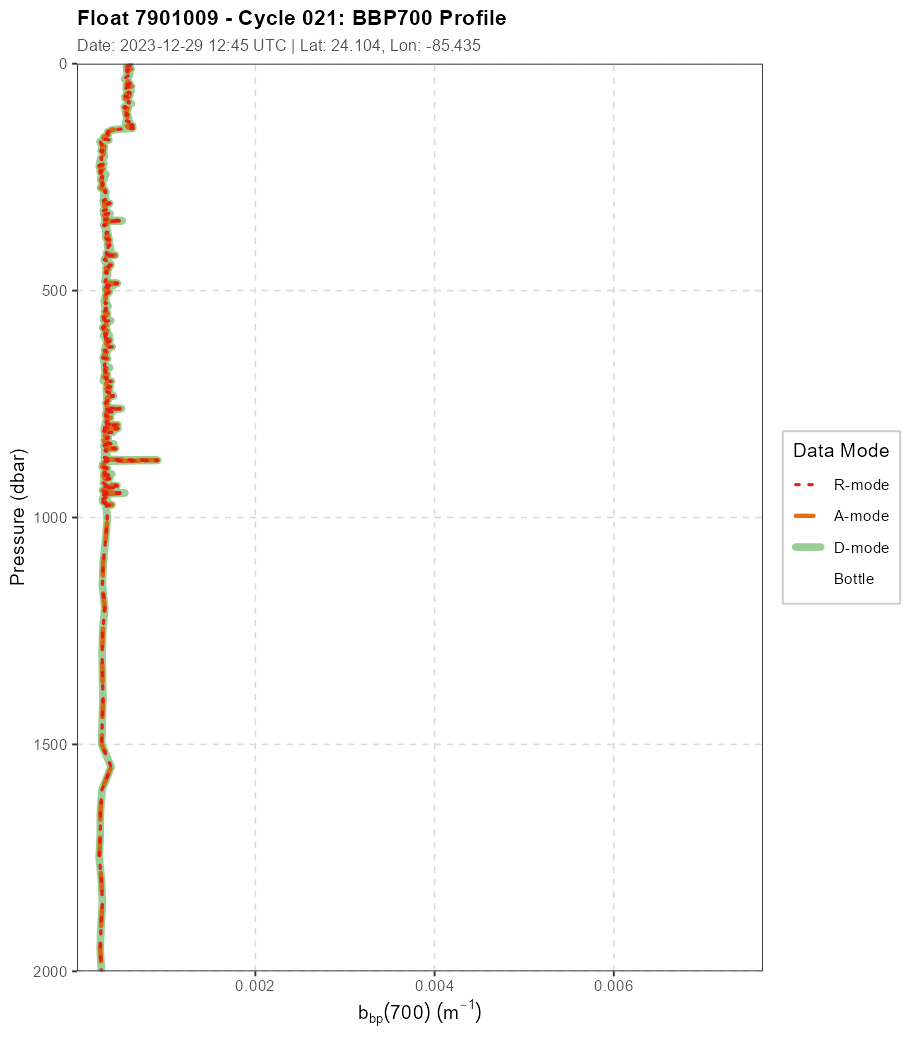 Float 7901009 - Cycle 021: BBP700 Profile
Date: 2023-12-29 12:45 UTC | Lat: 24.104, Lon: -85.435
0
500
1000
1500
2000
Pressure (dbar)
0.002
0.004
0.006
b_bp(700) (m⁻¹)
Data Mode
R-mode
A-mode
D-mode
Bottle